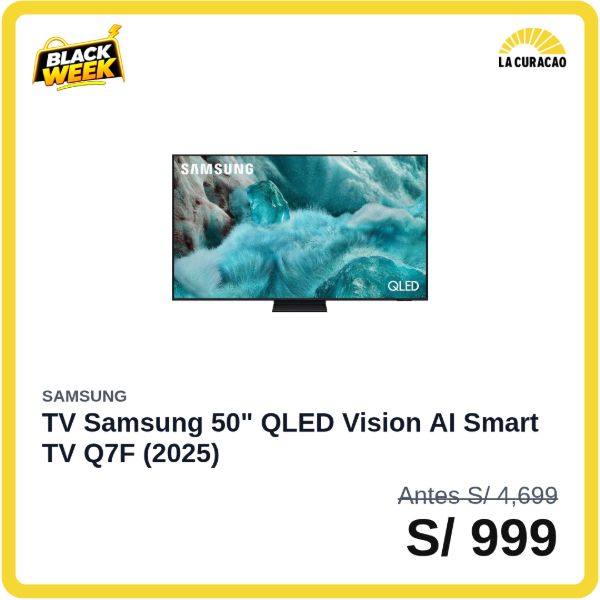 BLACK
WEEK
LA CURACAO
SAMSUNG
QLED
SAMSUNG
TV Samsung 50" QLED Vision AI Smart
TV Q7F (2025)
Antes S/ 4,699
S/ 999